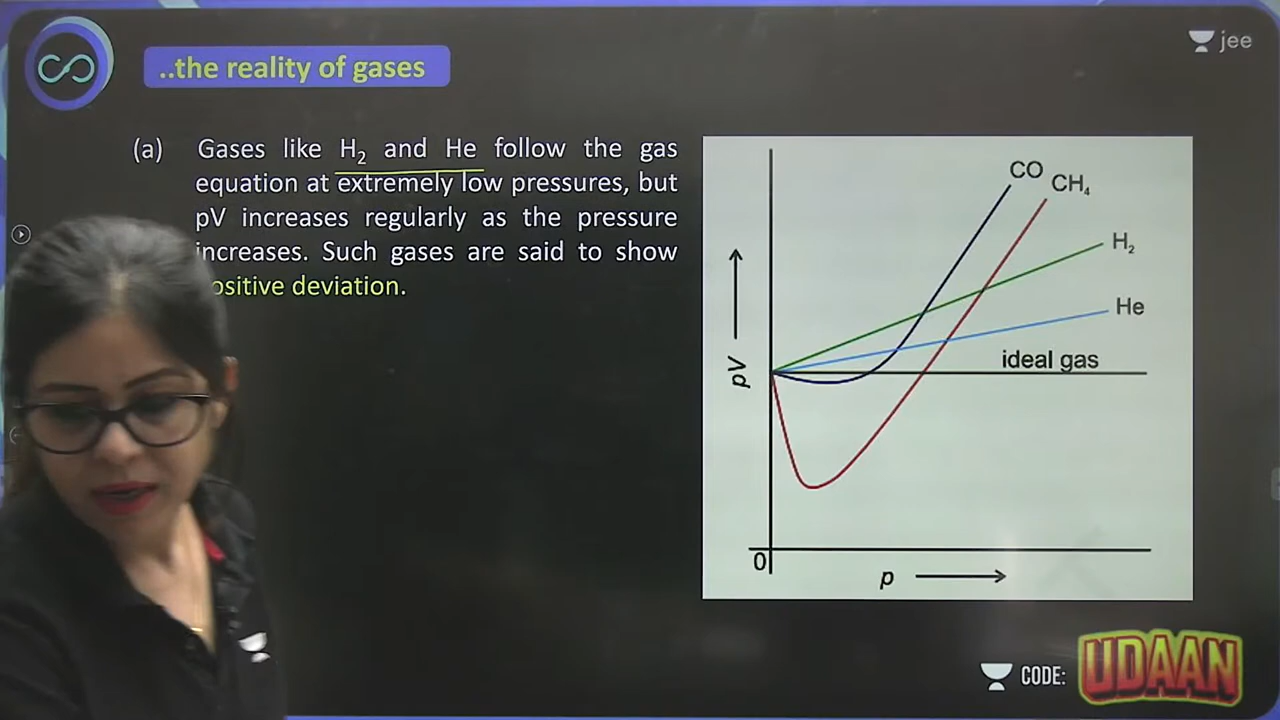 ..the reality of gases
jee
(a) Gases like H₂ and He follow the gas
equation at extremely low pressures, but
pV increases regularly as the pressure
increases. Such gases are said to show
ositive deviation.
CO
CH₄
H₂
He
ideal gas
pV
0
p
CODE: UDAAN